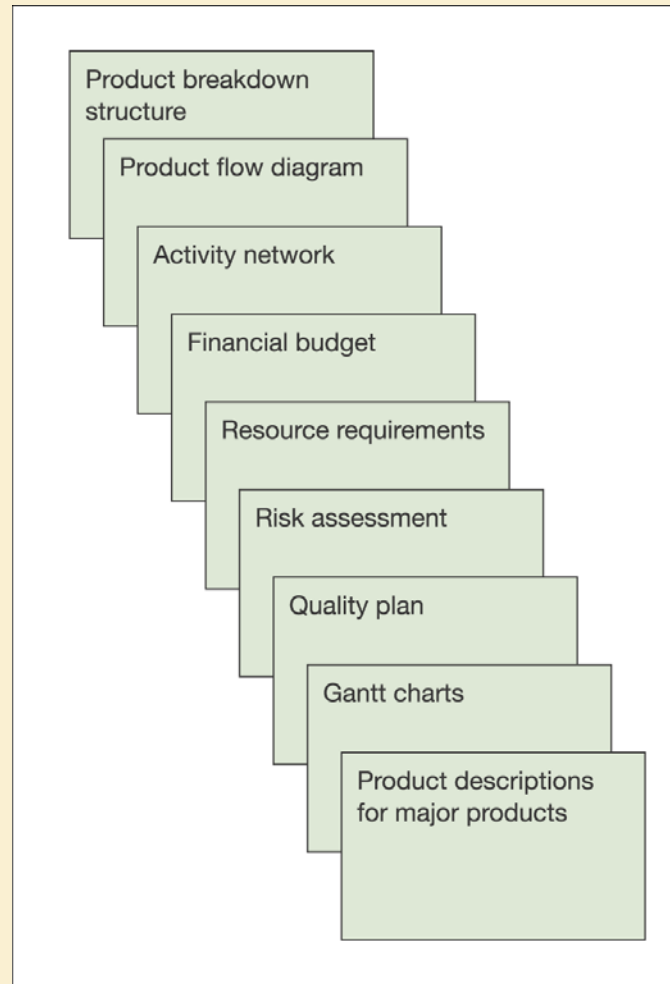 Product breakdown
structure
Product flow diagram
Activity network
Financial budget
Resource requirements
Risk assessment
Quality plan
Gantt charts
Product descriptions
for major products